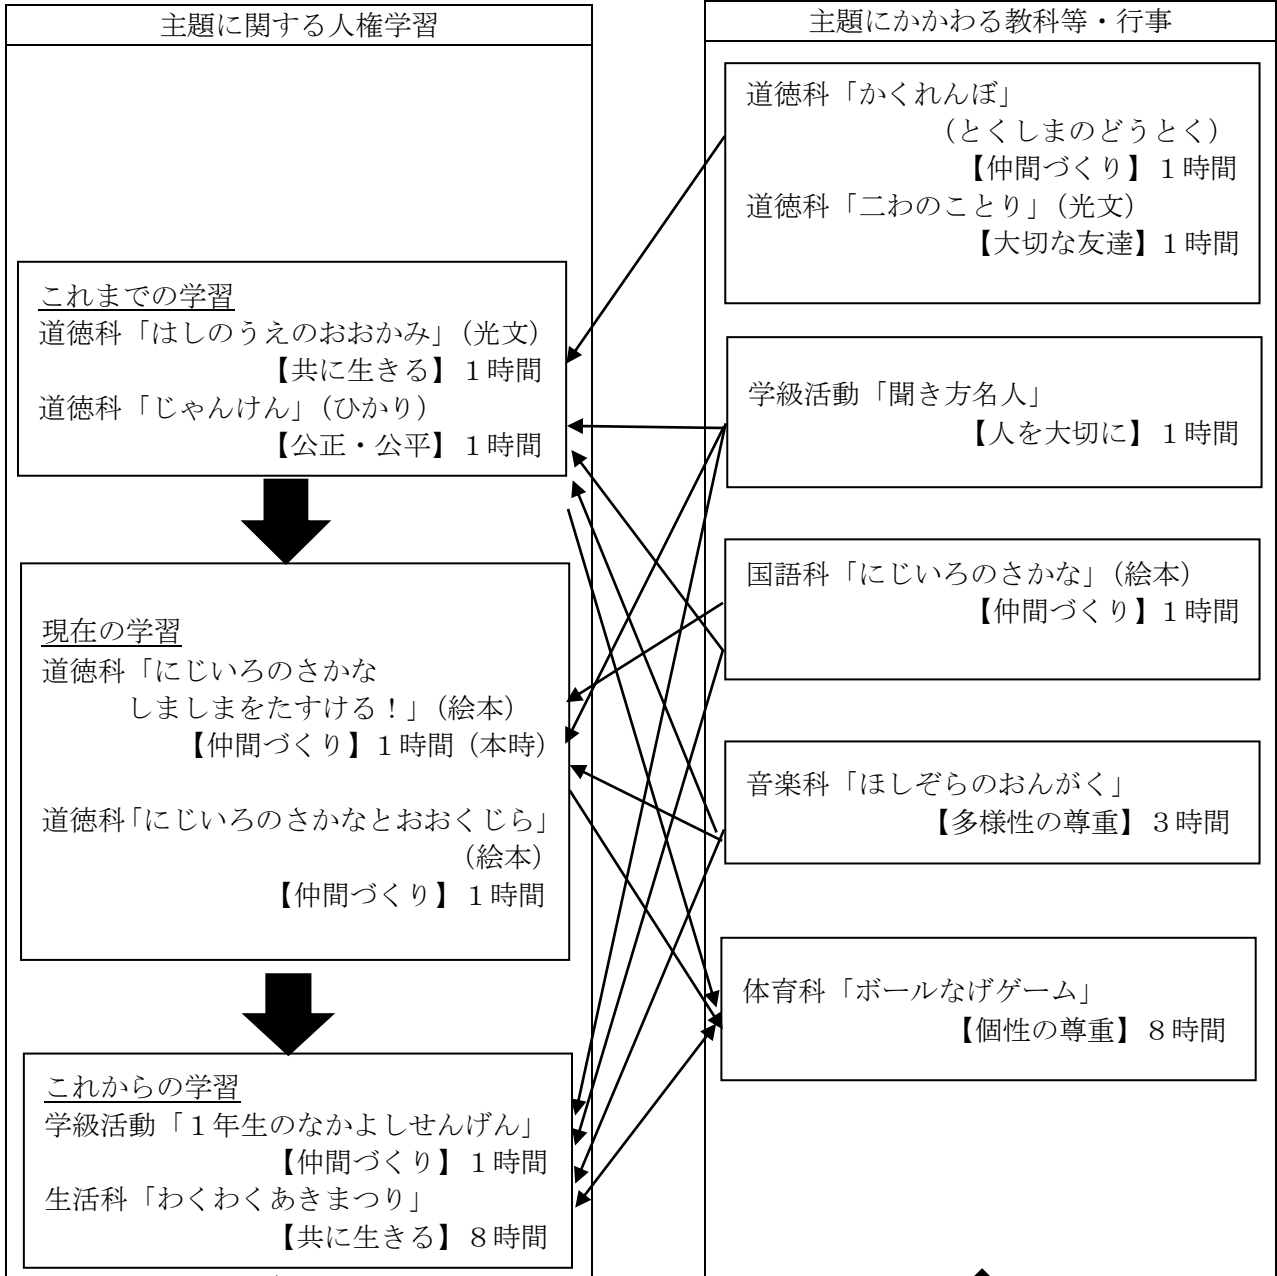 主題に関する人権学習
これまでの学習
道徳科「はしのうえのおおかみ」（光文）
【共に生きる】１時間
道徳科「じゃんけん」（ひかり）
【公正・公平】１時間
現在の学習
道徳科「にじいろのさかな
しましまをたすける！」（絵本）
【仲間づくり】１時間（本時）
道徳科「にじいろのさかなとおおくじら」
（絵本）
【仲間づくり】１時間
これからの学習
学級活動「１年生のなかよしせんげん」
【仲間づくり】１時間
生活科「わくわくあきまつり」
【共に生きる】８時間
主題にかかわる教科等・行事
道徳科「かくれんぼ」
（とくしまのどうとく）
【仲間づくり】１時間
道徳科「二わのことり」（光文）
【大切な友達】１時間
学級活動「聞き方名人」
【人を大切に】１時間
国語科「にじいろのさかな」（絵本）
【仲間づくり】１時間
音楽科「ほしぞらのおんがく」
【多様性の尊重】３時間
体育科「ボールなげゲーム」
【個性の尊重】８時間